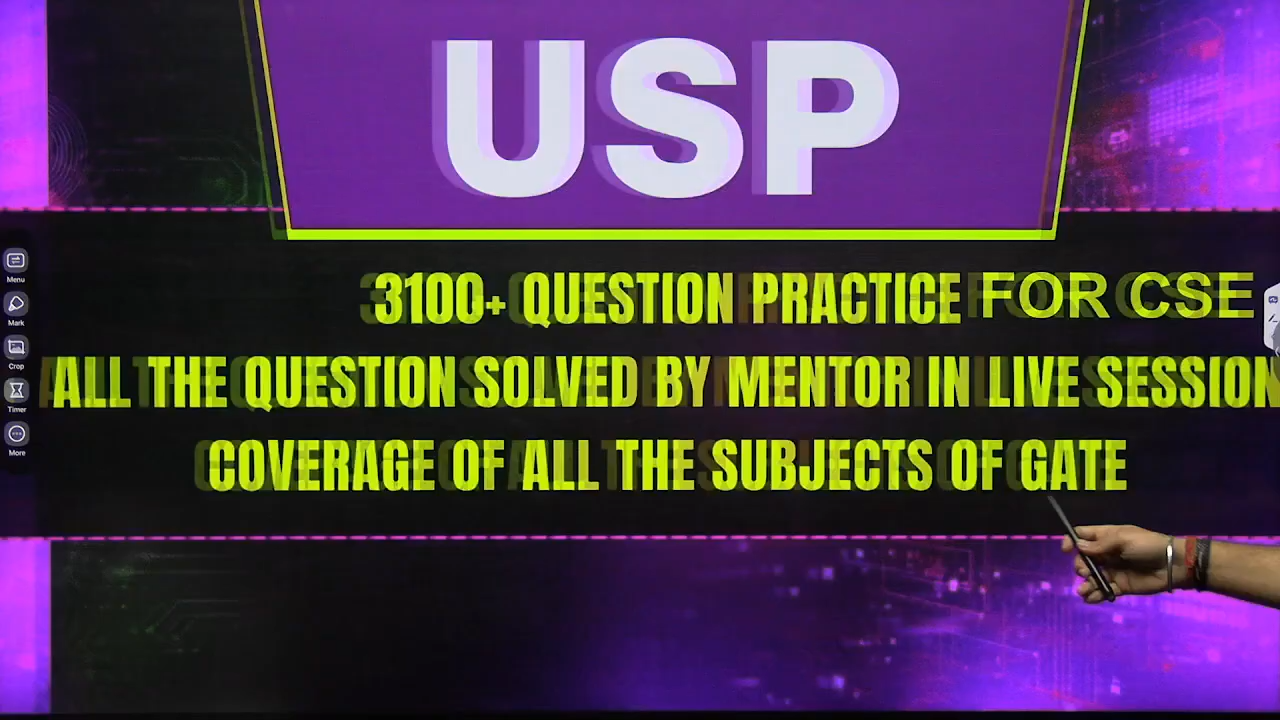 USP
3100+ QUESTION PRACTICE FOR CSE
ALL THE QUESTION SOLVED BY MENTOR IN LIVE SESSION
COVERAGE OF ALL THE SUBJECTS OF GATE
Menu
Mark
Crop
Timer
More